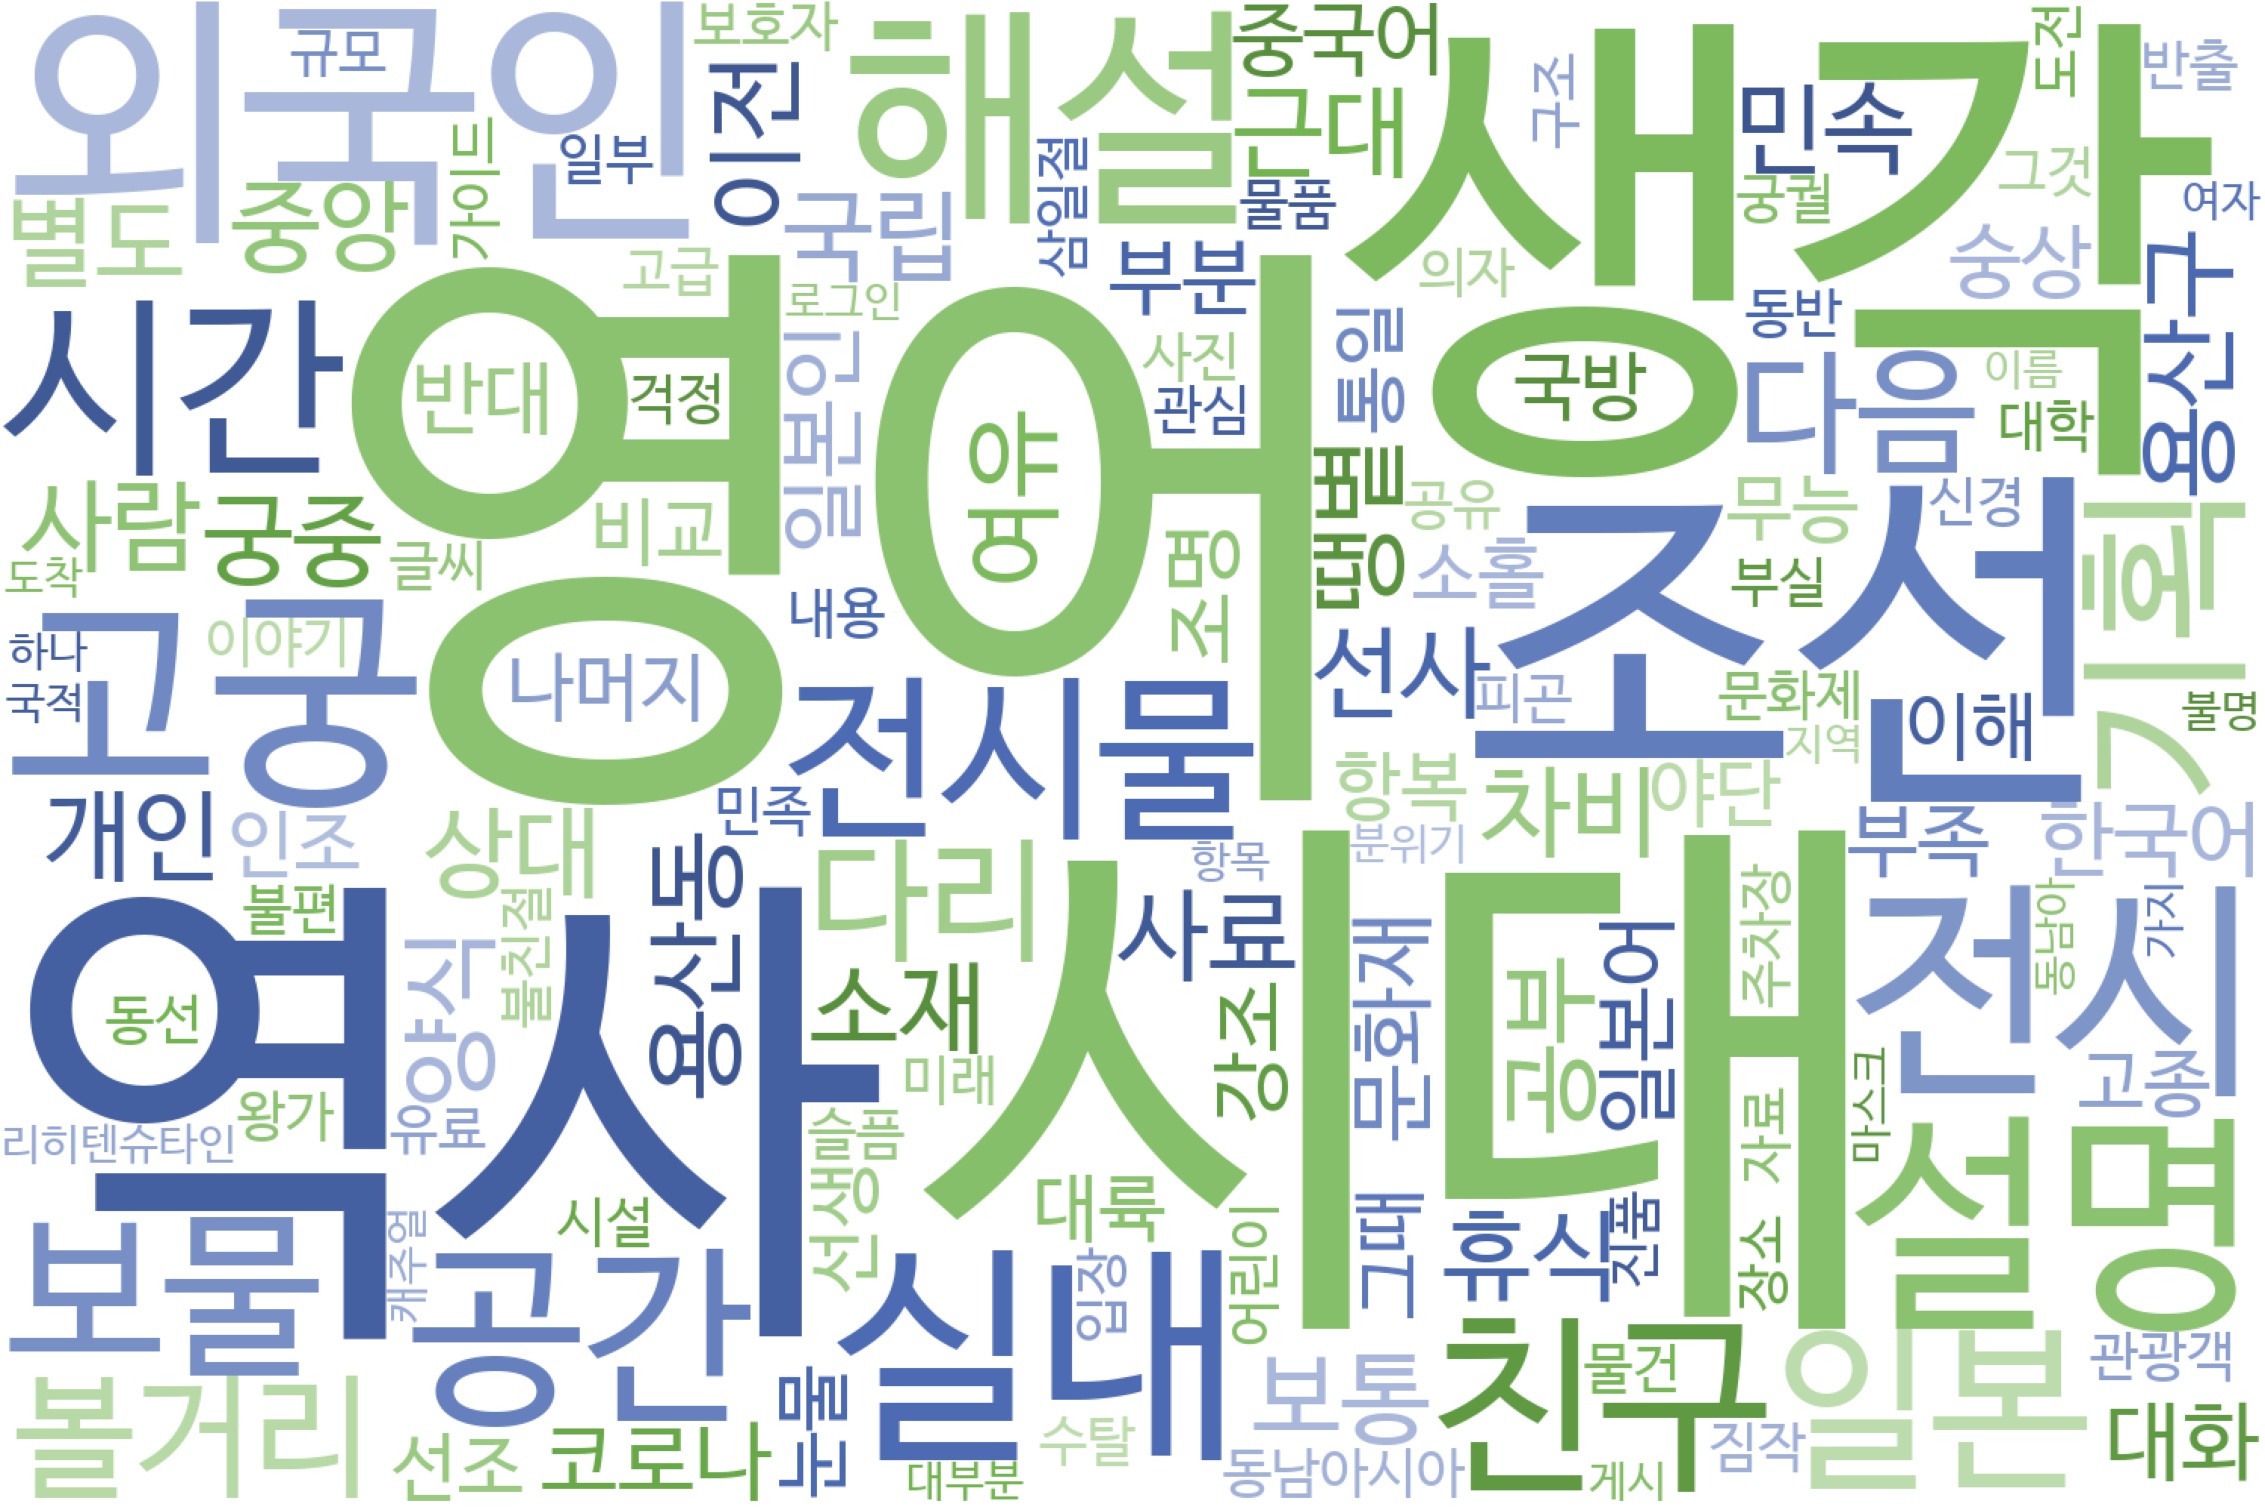 외국인
규모
보호자
해설
중국어
생각
도전
반출
이전
근대
구조
민속
가이드
일부
삼일절
물품
궁궐
그것
여자
별도
중앙
국립
부분
의자
숭상
용산구
고급
로그인
동반
시간
영어
반대
걱정
일본인
여유
사진
관심
통일
국방
다음
이름
대학
사람
궁중
글씨
비교
조명
땡볕
공유
소홀
조선
무능
신경
부실
기획
도착
고궁
하나
이야기
국적
나머지
내용
전시물
선사
피곤
문화제
지역
이해
불명
개인
인조
상대
민족
항복
차비
야단
분위기
항목
부족
한국어
역사
시대
불편
불친절
용산동
다리
사료
문화재
일본어
주차장
전시
동남아
가지
동선
양식
소재
강조
공부
미래
고종
마스크
왕가
유료
리히텐슈타인
슬픔
선생
대륙
자료
설명
보물
캐주얼
시설
공간
실내
입장
어린이
그때
휴식
진품
장소
볼거리
선조
코로나
눈물
대부분
수탈
보통
동남아시아
친구
물건
게시
짐작
일본
관광객
대화